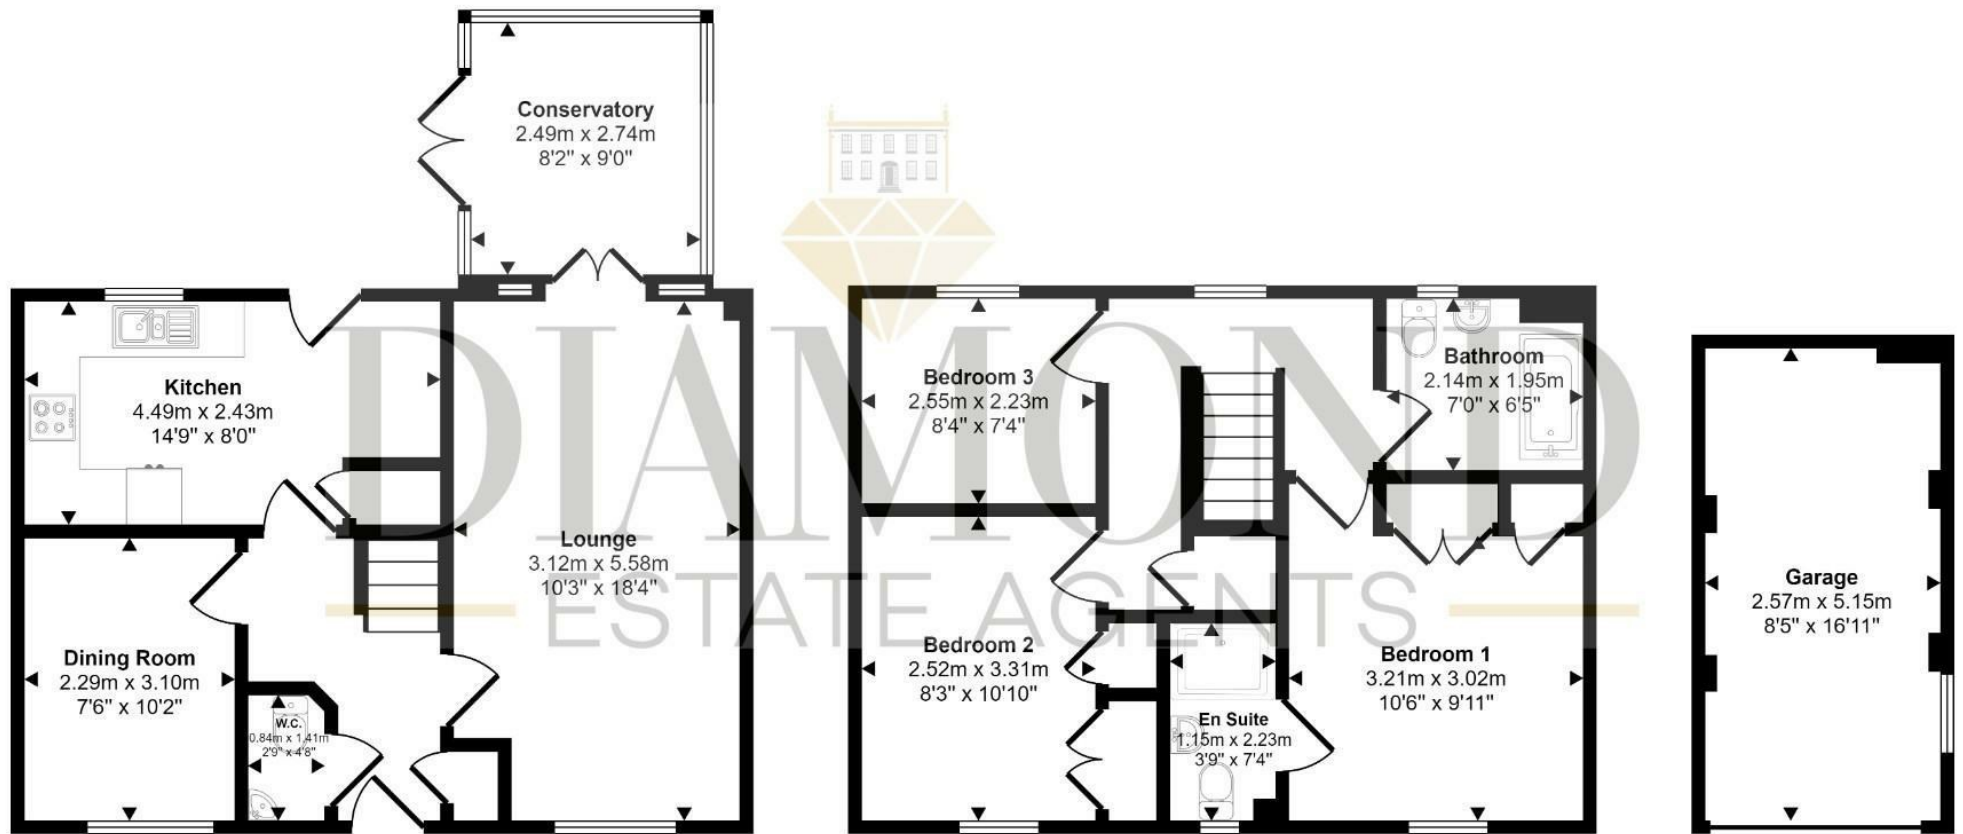 Conservatory
2.49m x 2.74m
8'2" x 9'0"
Kitchen
4.49m x 2.43m
14'9" x 8'0"
Lounge
3.12m x 5.58m
10'3" x 18'4"
Dining Room
2.29m x 3.10m
7'6" x 10'2"
W.C.
0.84m x 1.41m
2'9" x 4'8"
Bedroom 3
2.55m x 2.23m
8'4" x 7'4"
Bathroom
2.14m x 1.95m
7'0" x 6'5"
Bedroom 2
2.52m x 3.31m
8'3" x 10'10"
En Suite
1.15m x 2.23m
3'9" x 7'4"
Bedroom 1
3.21m x 3.02m
10'6" x 9'11"
Garage
2.57m x 5.15m
8'5" x 16'11"
DIAMOND
ESTATE AGENTS